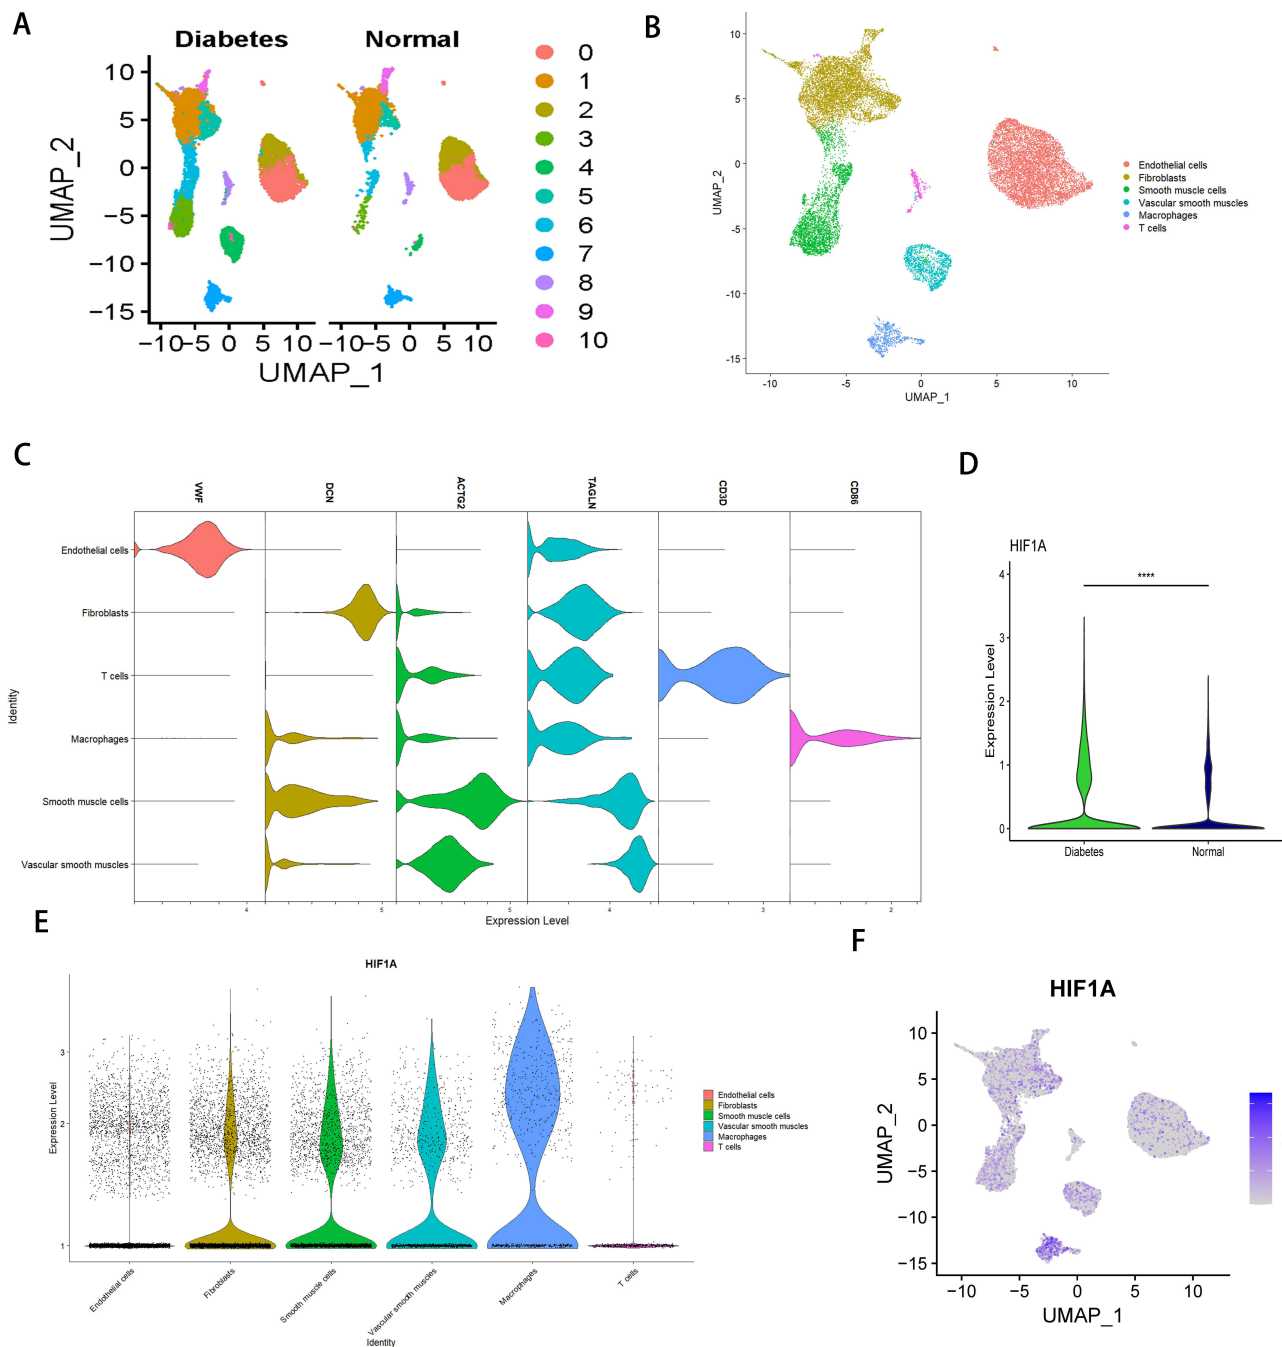 A
Diabetes
Normal
10
5
0
−5
−10
−15
UMAP_2
−10 −5 0 5 10
−10 −5 0 5 10
UMAP_1
0
1
2
3
4
5
6
7
8
9
10
B
10
5
0
-5
-10
-15
UMAP_2
-10 -5 0 5 10
UMAP_1
Endothelial cells
Fibroblasts
Smooth muscle cells
Vascular smooth muscles
Macrophages
T cells
C
VWF DCN ACTG2 TAGLN CD3D CD86
Endothelial cells
Fibroblasts
T cells
Macrophages
Smooth muscle cells
Vascular smooth muscles
Identity
4 5 5 4 3 2
Expression Level
D
HIF1A
****
4
3
2
1
0
Expression Level
Diabetes Normal
E
HIF1A
3
2
1
Expression Level
Endothelial cells
Fibroblasts
Smooth muscle cells
Vascular smooth muscles
Macrophages
T cells
Identity
Endothelial cells
Fibroblasts
Smooth muscle cells
Vascular smooth muscles
Macrophages
T cells
F
HIF1A
10
5
0
−5
−10
−15
UMAP_2
−10 −5 0 5 10
UMAP_1